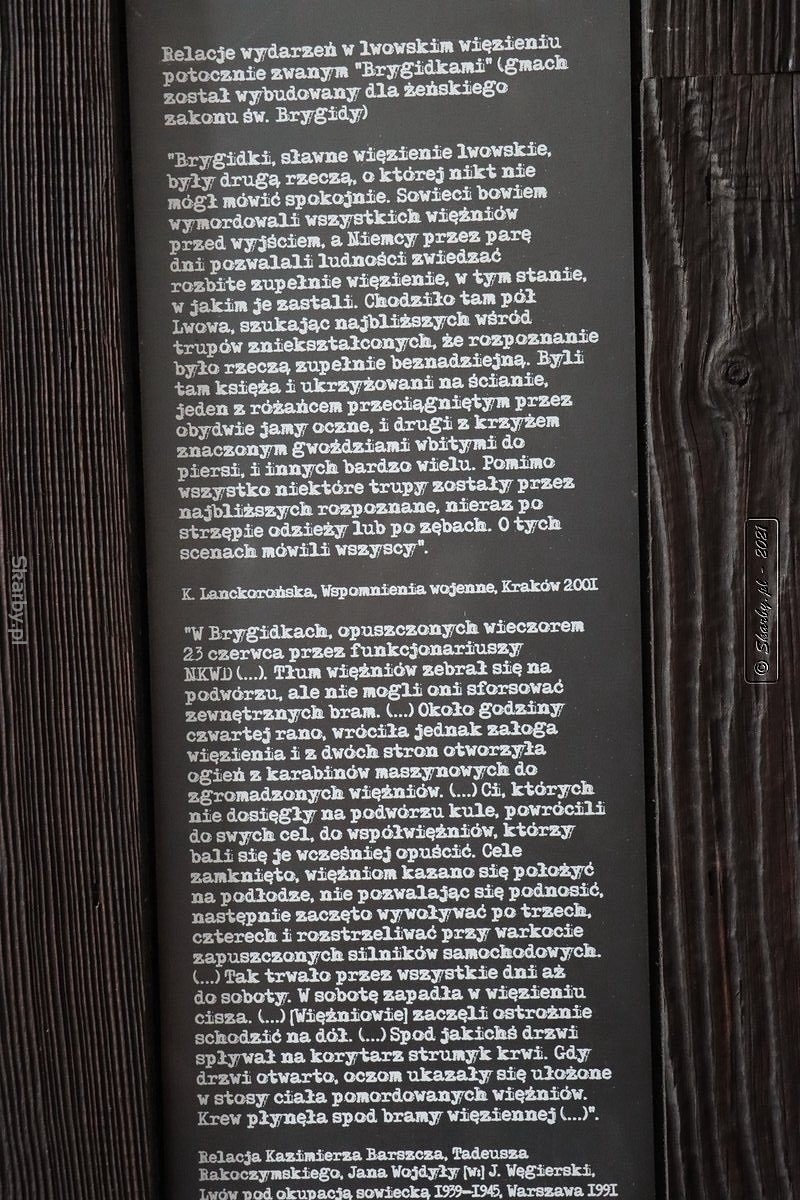 Relacje wydarzeń w lwowskim więzieniu
potocznie zwanym "Brygidkami" (gmach
został wybudowany dla żeńskiego
zakonu św. Brygidy)
"Brygidki, sławne więzienie lwowskie,
były drugą rzeczą, o której nikt nie
mógł mówić spokojnie. Sowieci bowiem
wymordowali wszystkich więźniów
przed wyjściem, a Niemcy przez parę
dni pozwalali ludności zwiedzać
rozbite zupełnie więzienie, w tym stanie,
w jakim je zastali. Chodziło tam pół
Lwowa, szukając najbliższych wśród
trupów zniekształconych, że rozpoznanie
było rzeczą zupełnie beznadziejną. Byli
tam księża i ukrzyżowani na ścianie,
jeden z różańcem przeciągniętym przez
obydwie jamy oczne, i drugi z krzyżem
znaczonym gwoździami wbitymi do
piersi, i innych bardzo wielu. Pomimo
wszystko niektóre trupy zostały przez
najbliższych rozpoznane, nieraz po
strzępie odzieży lub po zębach. O tych
scenach mówili wszyscy".
K. Lanckorońska, Wspomnienia wojenne, Kraków 2001
"W Brygidkach, opuszczonych wieczorem
23 czerwca przez funkcjonariuszy
NKWD (...). Tłum więźniów zebrał się na
podwórzu, ale nie mogli oni sforsować
zewnętrznych bram. (...) Około godziny
czwartej rano, wróciła jednak załoga
więzienia i z dwóch stron otworzyła
ogień z karabinów maszynowych do
zgromadzonych więźniów. (...) Ci, których
nie dosięgły na podwórzu kule, powrócili
do swych cel, do współwięźniów, którzy
bali się je wcześniej opuścić. Cele
zamknięto, więźniom kazano się położyć
na podłodze, nie pozwalając się podnosić,
następnie zaczęto wywoływać po trzech,
czterech i rozstrzeliwać przy warkocie
zapuszczonych silników samochodowych.
(...) Tak trwało przez wszystkie dni aż
do soboty. W sobotę zapadła w więzieniu
cisza. (...) [Więźniowie] zaczęli ostrożnie
schodzić na dół. (...) Spod jakichś drzwi
spływał na korytarz strumyk krwi. Gdy
drzwi otwarto, oczom ukazały się ułożone
w stosy ciała pomordowanych więźniów.
Krew płynęła spod bramy więziennej (...)".
Relacja Kazimierza Barszcza, Tadeusza
Rakoczymskiego, Jana Wojdyły [w:] J. Węgierski,
Lwów pod okupacją sowiecką 1939–1945, Warszawa 1991
Skarby.pl
© Skarby.pl - 2021